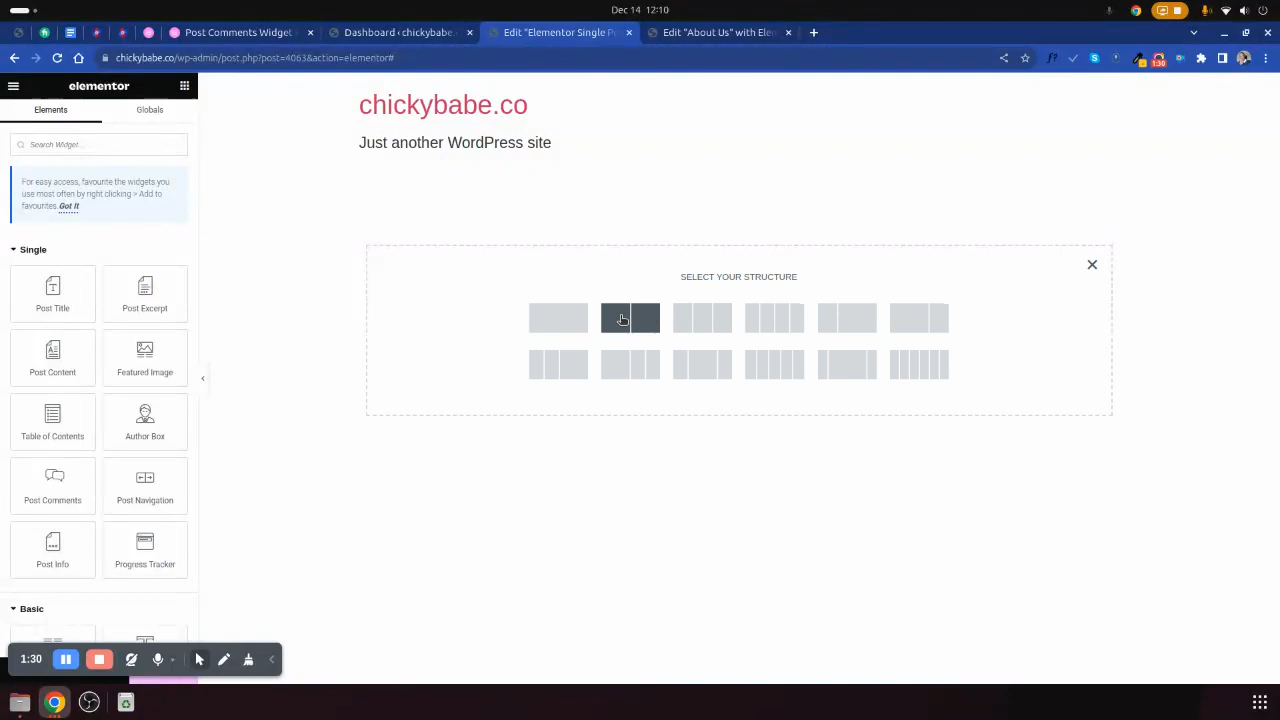 Dec 14 12:10
Post Comments Widget
Dashboard ‹ chickybabe.
Edit "Elementor Single P
Edit "About Us" with Ele
chickybabe.co/wp-admin/post.php?post=4063&action=elementor#
f?
1:30
elementor
Elements
Globals
Search Widget...
For easy access, favourite the widgets you
use most often by right clicking > Add to
favourites. Got It
Single
Post Title
Post Excerpt
Post Content
Featured Image
Table of Contents
Author Box
Post Comments
Post Navigation
Post Info
Progress Tracker
Basic
1:30
chickybabe.co
Just another WordPress site
SELECT YOUR STRUCTURE